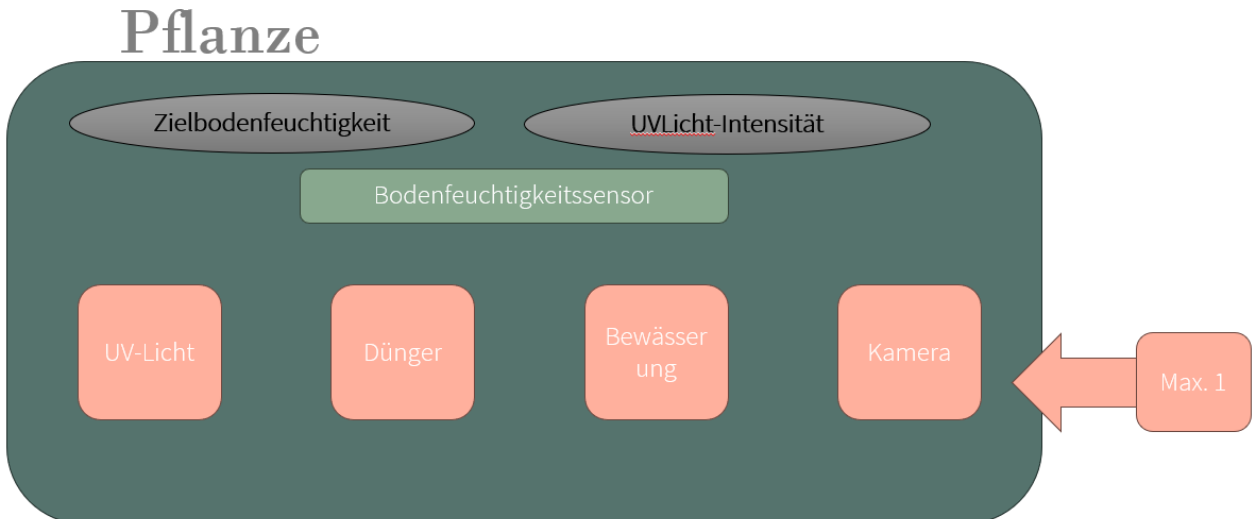 Pflanze
Zielbodenfeuchtigkeit
UVLicht-Intensität
Bodenfeuchtigkeitssensor
UV-Licht
Dünger
Bewässer
ung
Kamera
Max. 1